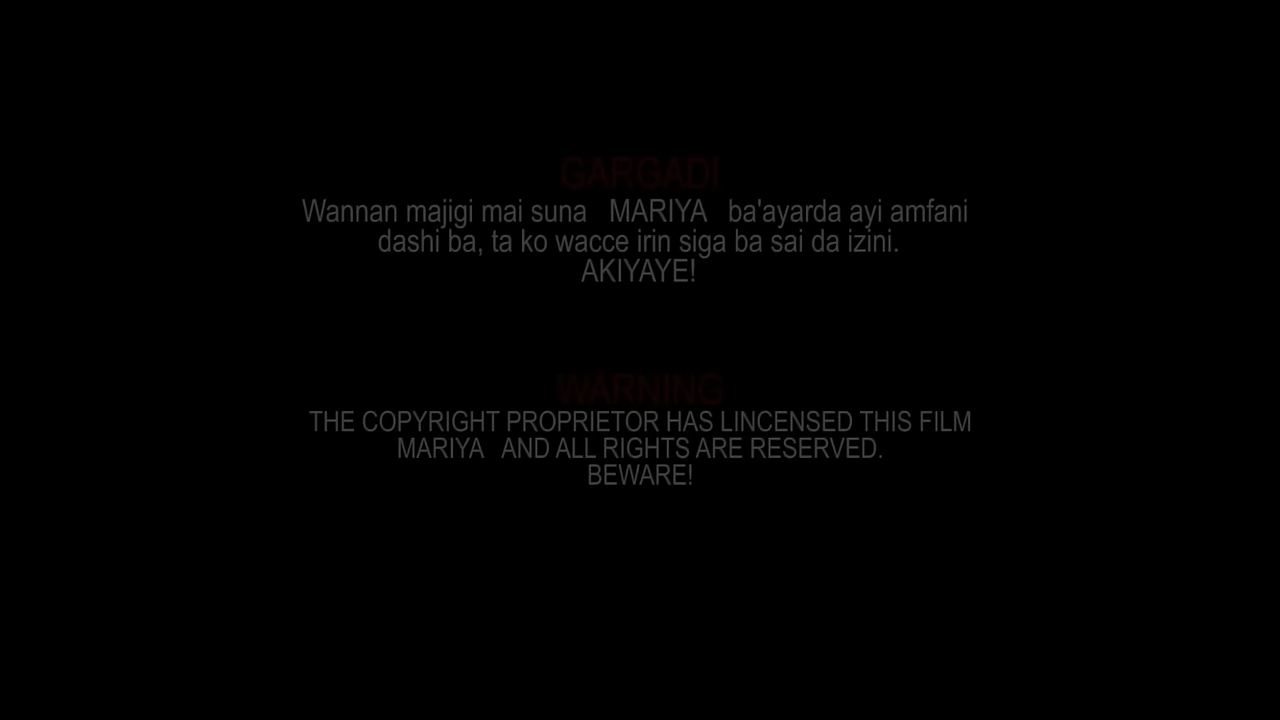 GARGADI
Wannan majigi mai suna MARIYA ba'ayarda ayi amfani
dashi ba, ta ko wacce irin siga ba sai da izini.
AKIYAYE!
WARNING
THE COPYRIGHT PROPRIETOR HAS LINCENSED THIS FILM
MARIYA AND ALL RIGHTS ARE RESERVED.
BEWARE!